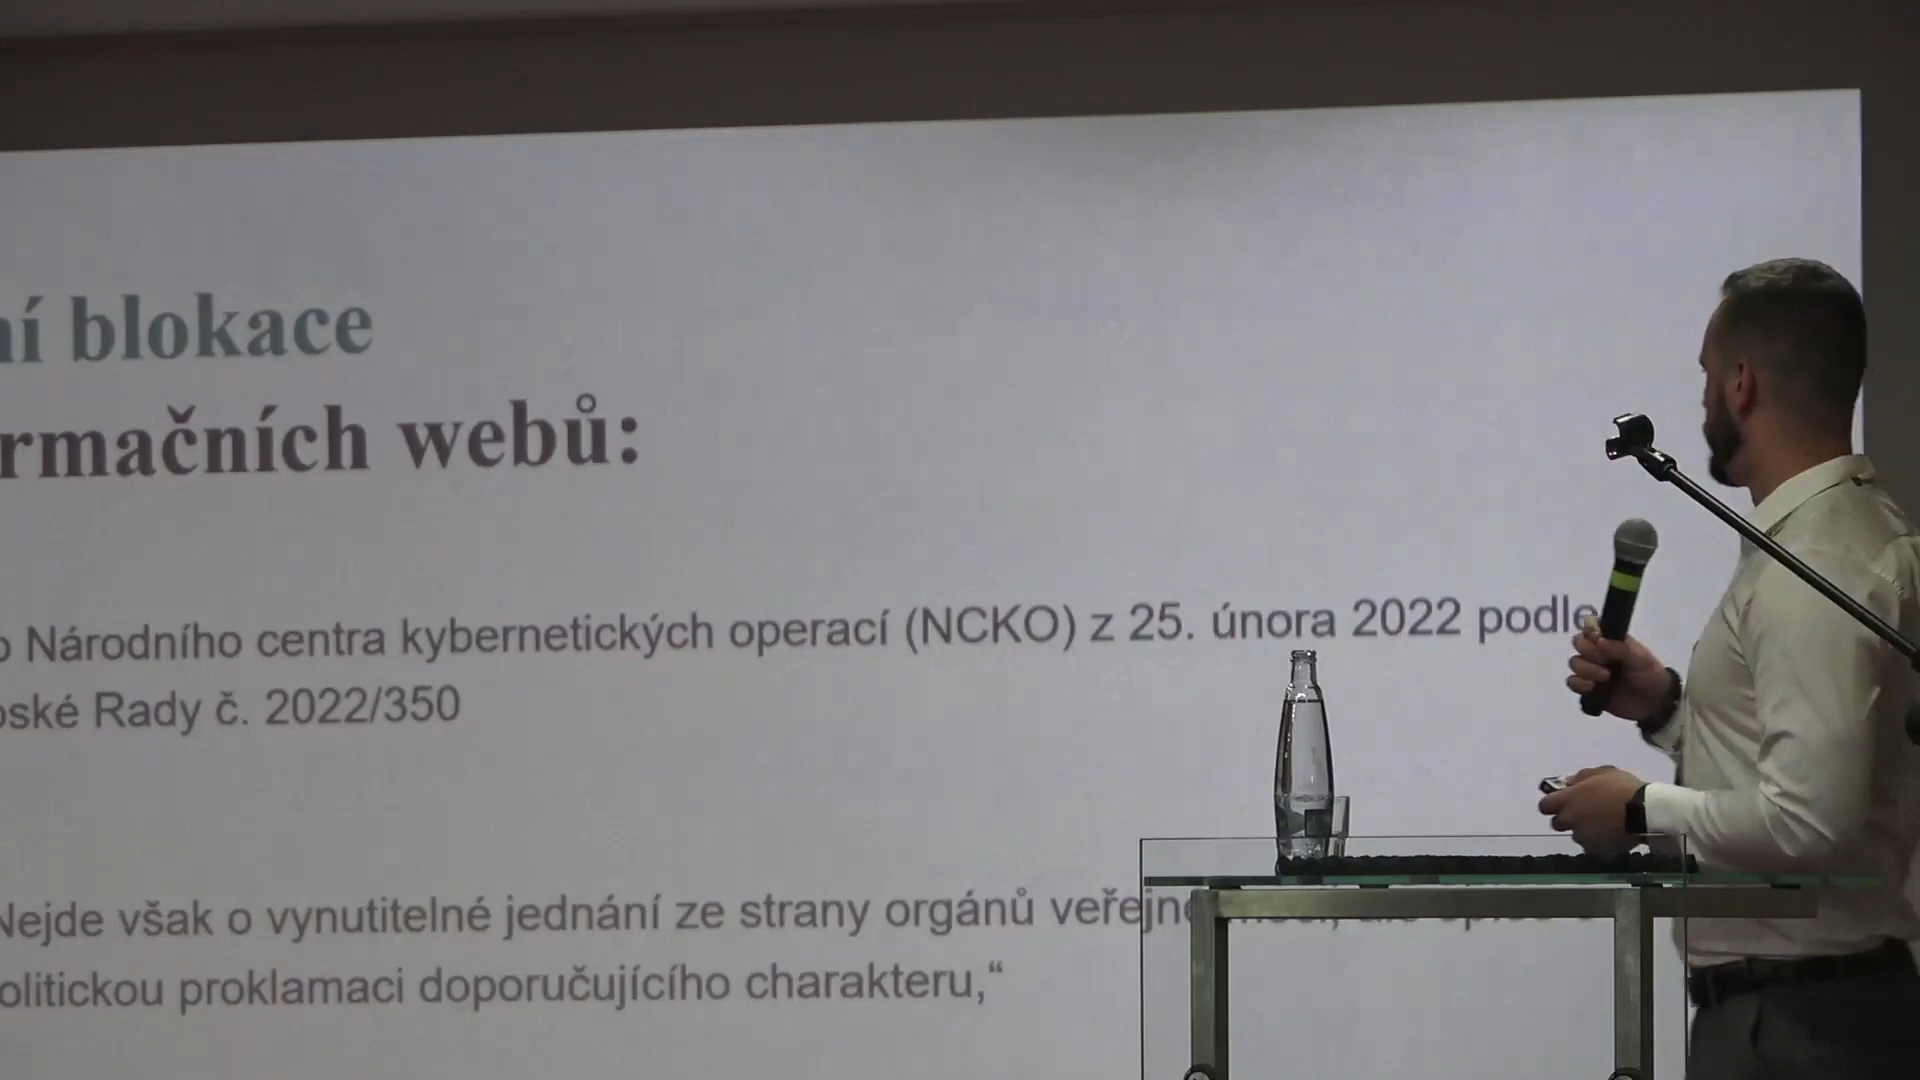 ní blokace
rmačních webů:
o Národního centra kybernetických operací (NCKO) z 25. února 2022 podle
pské Rady č. 2022/350
Nejde však o vynutitelné jednání ze strany orgánů
olitickou proklamaci doporučujícího charakteru,“